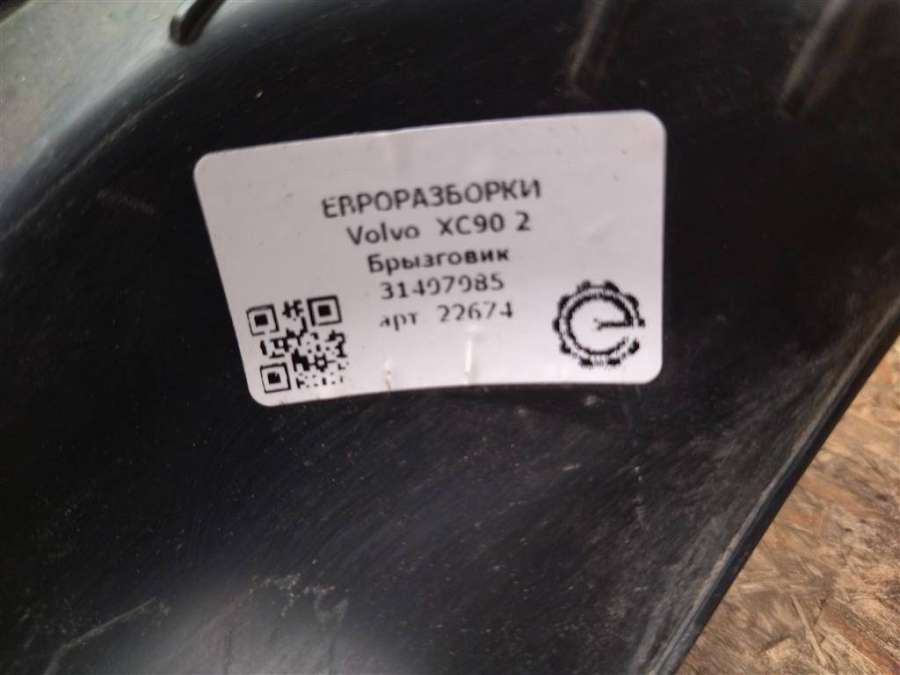 ЕВРОРАЗБОРКИ
Volvo XC90 2
Брызговик
31497985
арт 22674